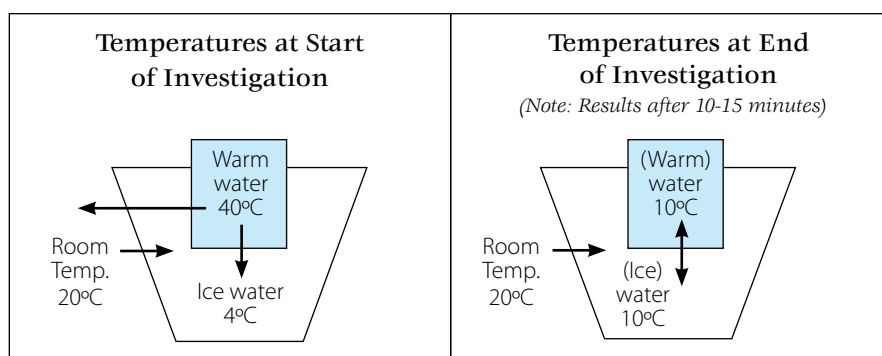 Temperatures at Start
of Investigation
Warm
water
40ºC
Room
Temp.
20ºC
Ice water
4ºC
Temperatures at End
of Investigation
(Note: Results after 10-15 minutes)
(Warm)
water
10ºC
Room
Temp.
20ºC
(Ice)
water
10ºC